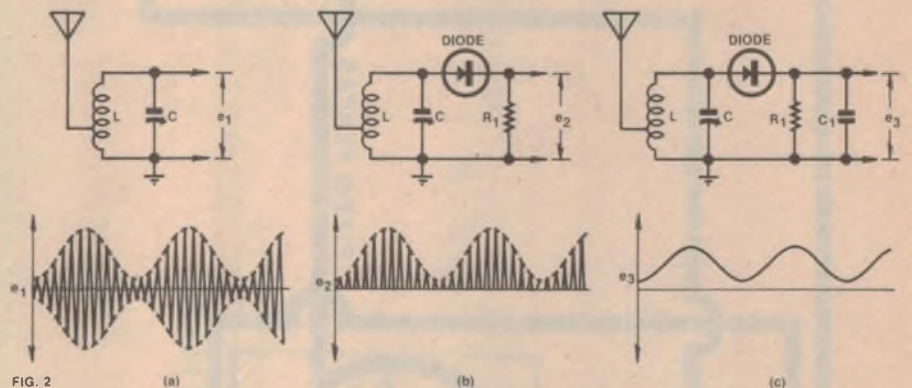 DIODE
DIODE
L
C
e1
L
C
R1
e2
L
C
R1
C1
e3
e1
e2
e3
FIG. 2
(a)
(b)
(c)